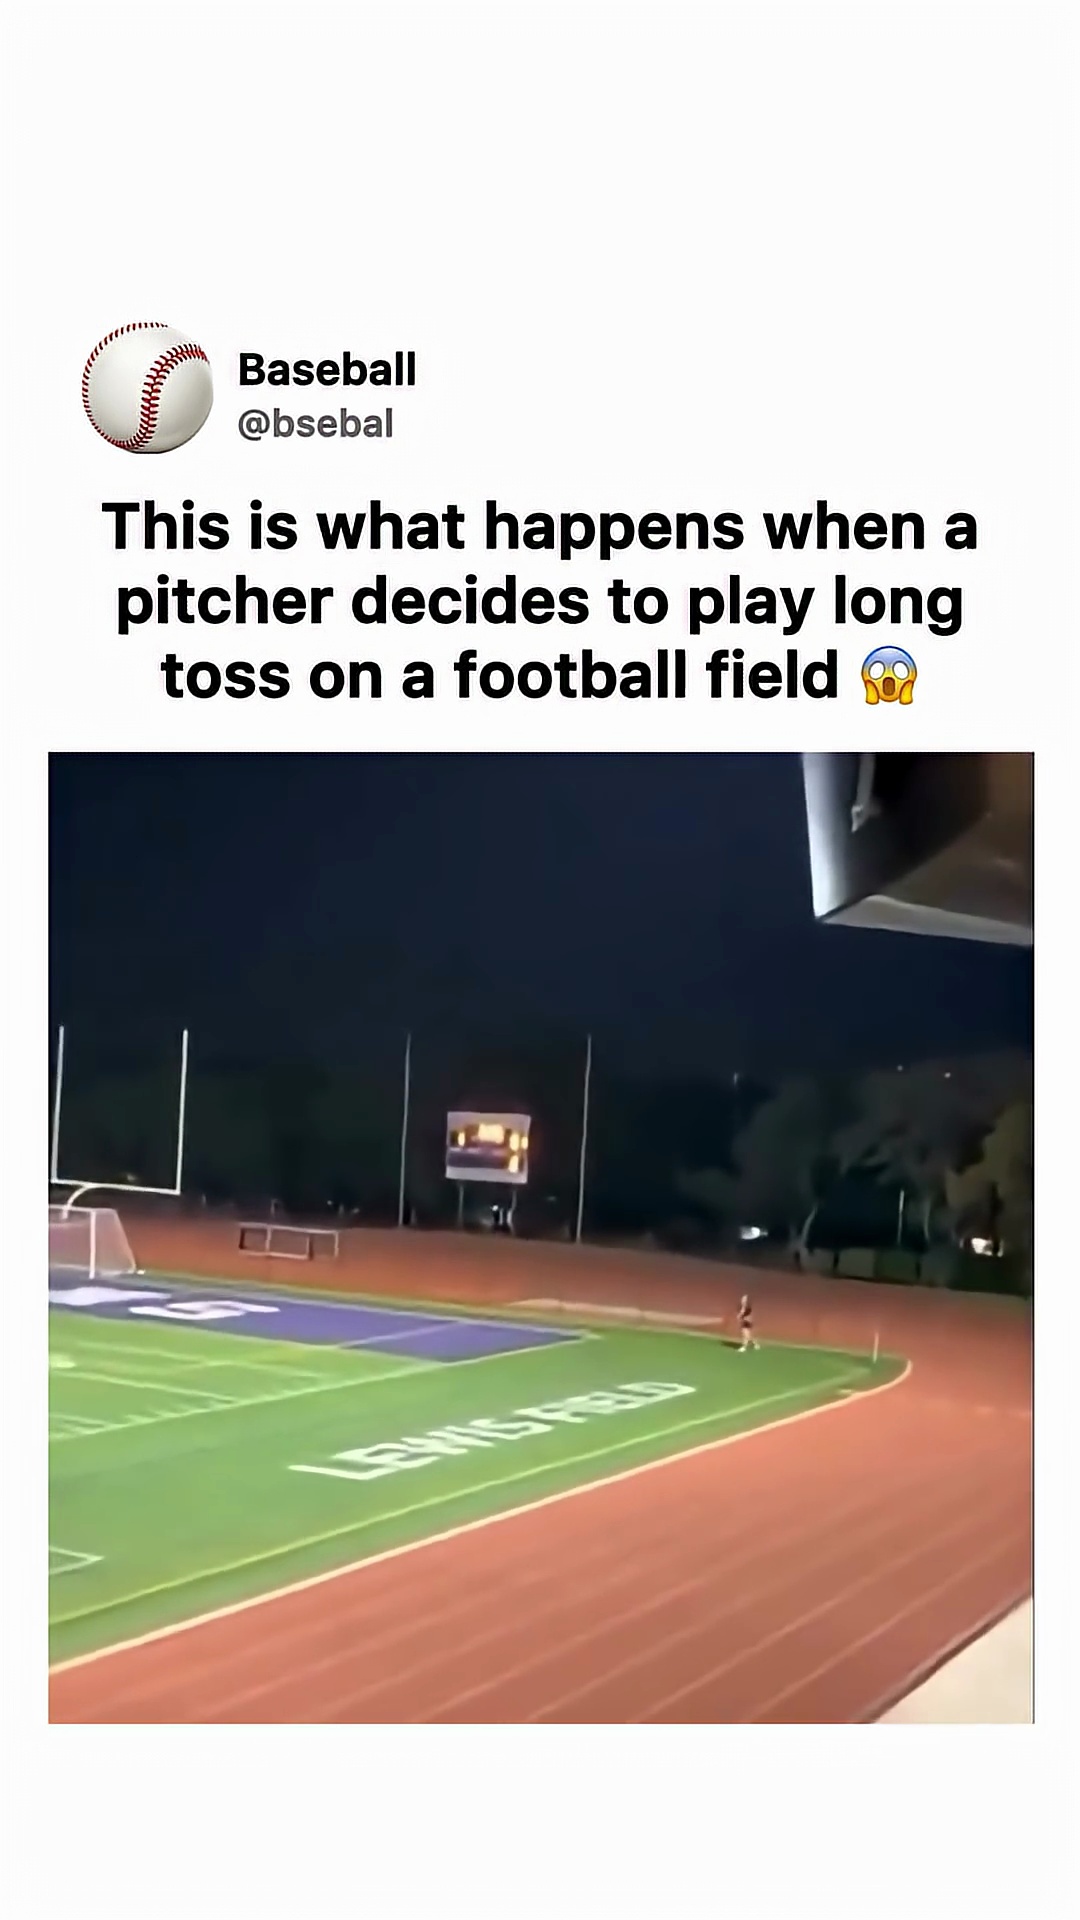 Baseball
@bsebal
This is what happens when a
pitcher decides to play long
toss on a football field 😱
LEWIS FIELD